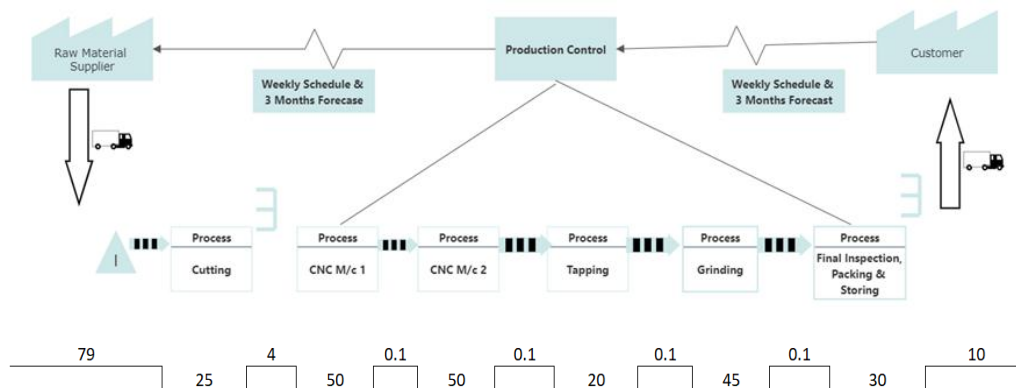 Raw Material
Supplier
Production Control
Customer
Weekly Schedule &
3 Months Forecase
Weekly Schedule &
3 Months Forecast
I
Process
Cutting
Process
CNC M/c 1
Process
CNC M/c 2
Process
Tapping
Process
Grinding
Process
Final Inspection,
Packing &
Storing
79
4
0.1
0.1
0.1
0.1
10
25
50
50
20
45
30